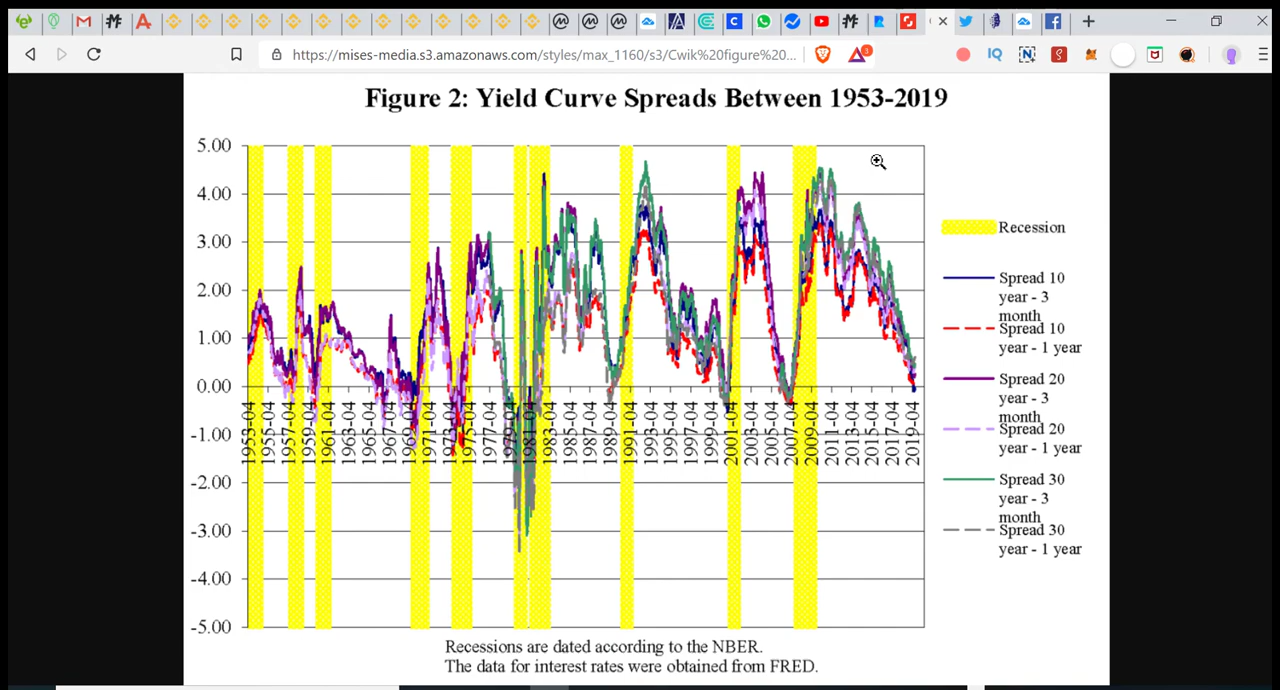 https://mises-media.s3.amazonaws.com/styles/max_1160/s3/Cwik%20figure%20...
Figure 2: Yield Curve Spreads Between 1953-2019
5.00
4.00
3.00
2.00
1.00
0.00
-1.00
-2.00
-3.00
-4.00
-5.00
1953-04
1955-04
1957-04
1959-04
1961-04
1963-04
1965-04
1967-04
1969-04
1971-04
1973-04
1975-04
1977-04
1979-04
1981-04
1983-04
1985-04
1987-04
1989-04
1991-04
1993-04
1995-04
1997-04
1999-04
2001-04
2003-04
2005-04
2007-04
2009-04
2011-04
2013-04
2015-04
2017-04
2019-04
Recession
Spread 10
year - 3
month
Spread 10
year - 1 year
Spread 20
year - 3
month
Spread 20
year - 1 year
Spread 30
year - 3
month
Spread 30
year - 1 year
Recessions are dated according to the NBER.
The data for interest rates were obtained from FRED.